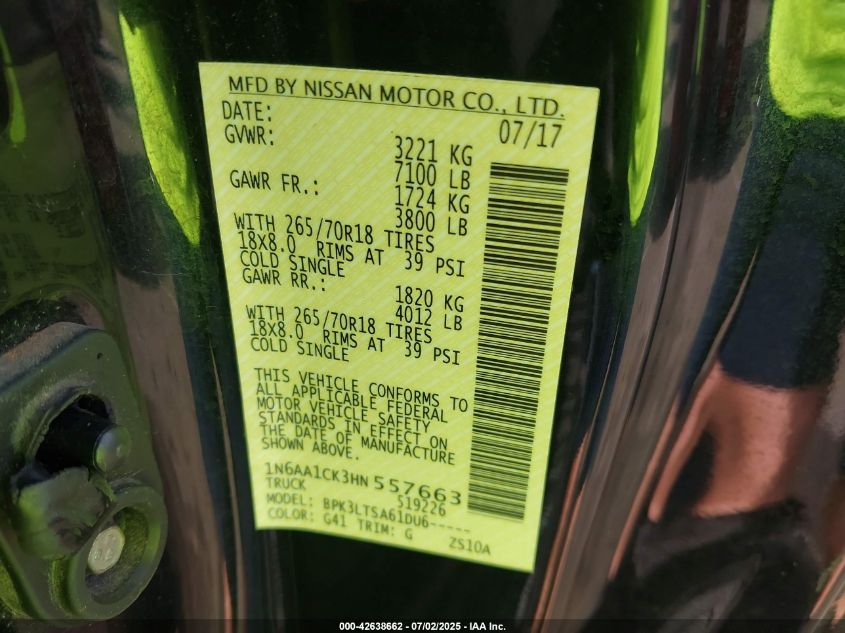 MFD BY NISSAN MOTOR CO., LTD.
DATE: 07/17
GVWR: 3221 KG
7100 LB
GAWR FR.: 1724 KG
3800 LB
WITH 265/70R18 TIRES
18X8.0 RIMS AT 39 PSI
COLD SINGLE
GAWR RR.: 1820 KG
4012 LB
WITH 265/70R18 TIRES
18X8.0 RIMS AT 39 PSI
COLD SINGLE
THIS VEHICLE CONFORMS TO
ALL APPLICABLE FEDERAL
MOTOR VEHICLE SAFETY
STANDARDS IN EFFECT ON
THE DATE OF MANUFACTURE
SHOWN ABOVE.
1N6AA1CK3HN 557663
TRUCK 519226
MODEL: BPK3LTSA61DU6-----
COLOR: G41 TRIM: G ZS10A
000-42638662 - 07/02/2025 - IAA Inc.